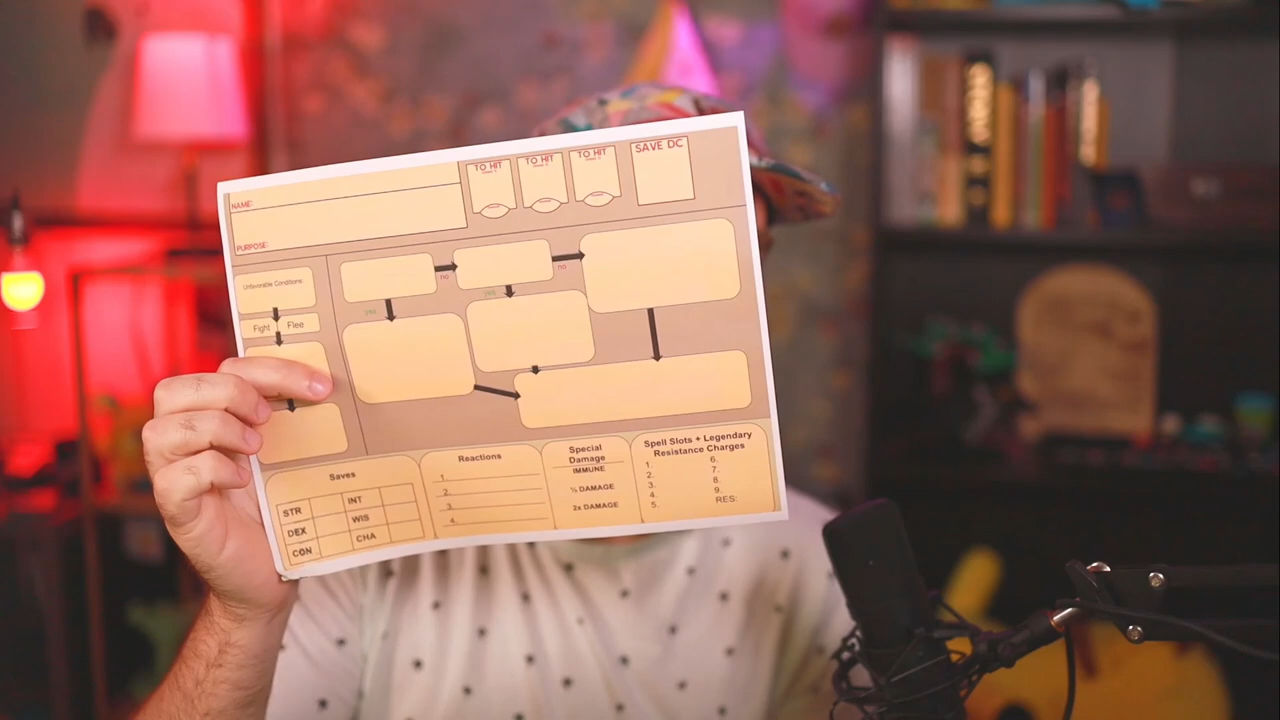 NAME:
TO HIT TO HIT TO HIT SAVE DC
PURPOSE:
Unfavorable Conditions
Fight Flee
no
no
yes
yes
Saves
STR INT
DEX WIS
CON CHA
Reactions
1.
2.
3.
4.
Special
Damage
IMMUNE
½ DAMAGE
2x DAMAGE
Spell Slots + Legendary
Resistance Charges
1. 6.
2. 7.
3. 8.
4. 9.
5. RES: